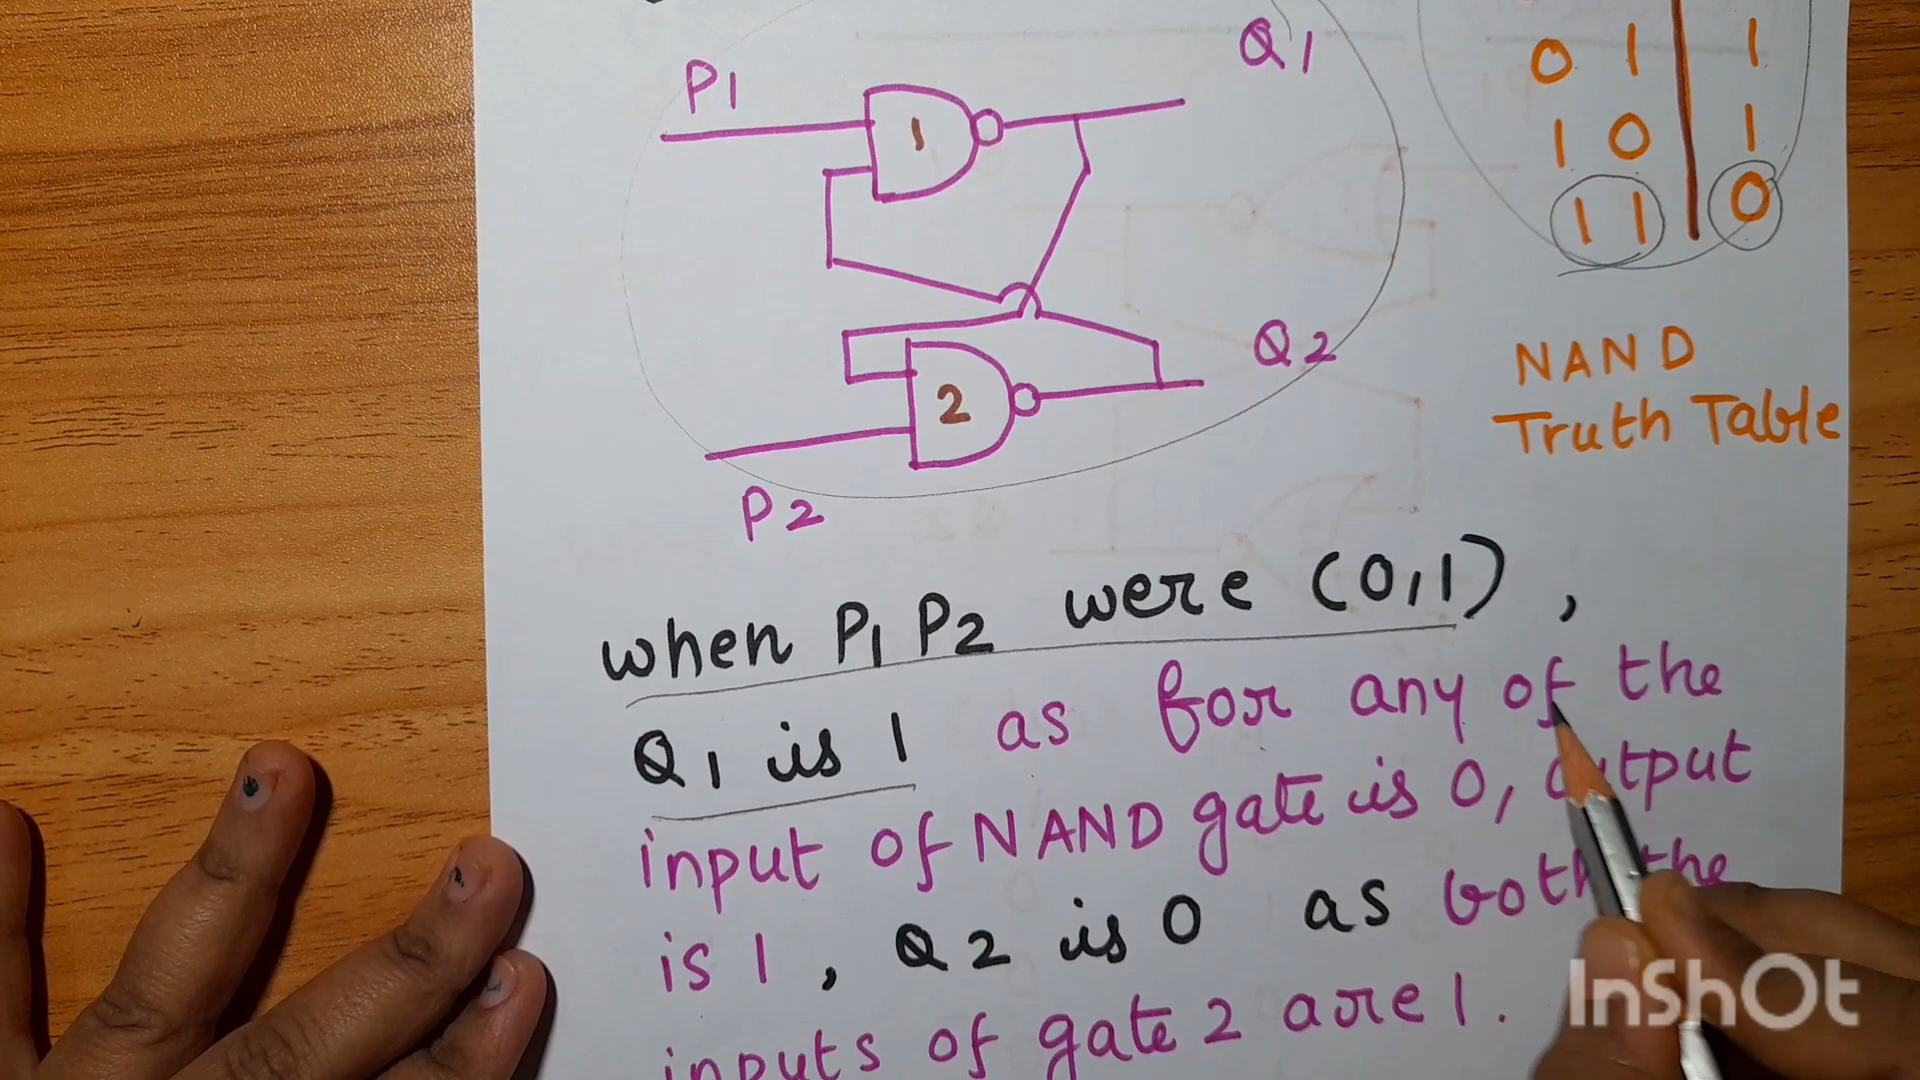 P1
Q1
0 1 1
1 0 1
1 1 0
1
2
Q2
P2
NAND
Truth Table
when P1 P2 were (0,1),
Q1 is 1 as for any of the
input of NAND gate is 0, output
is 1, Q2 is 0 as both the
inputs of gate 2 are 1.
InShOt